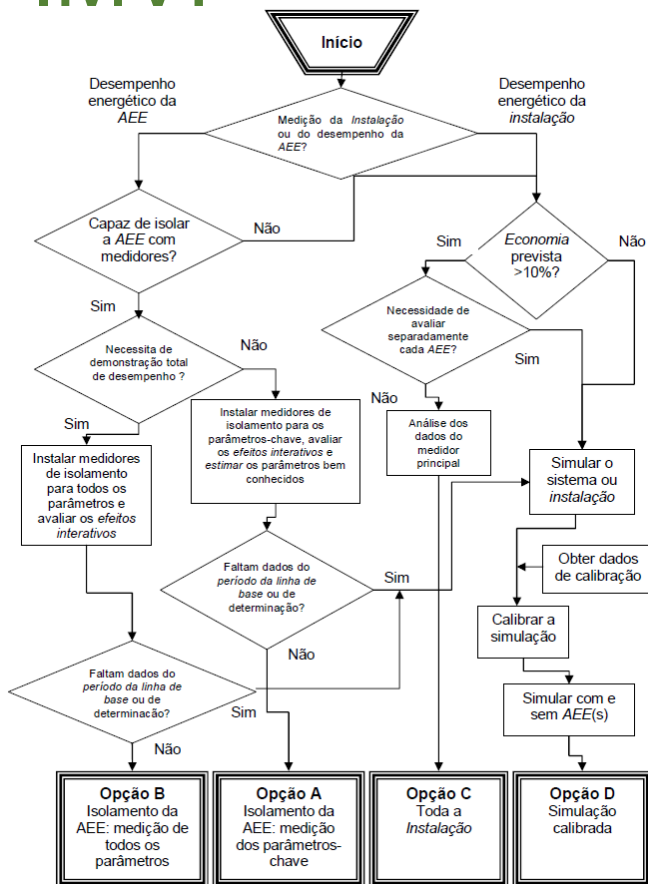 Início
Desempenho
energético da
AEE
Desempenho
energético da
instalação
Medição da Instalação
ou do desempenho da
AEE?
Capaz de isolar
a AEE com
medidores?
Não
Sim
Economia
prevista
>10%?
Não
Sim
Necessidade de
avaliar
separadamente
cada AEE?
Sim
Não
Necessita de
demonstração total
de desempenho ?
Não
Sim
Instalar medidores de
isolamento para os
parâmetros-chave, avaliar
os efeitos interativos e
estimar os parâmetros bem
conhecidos
Análise dos
dados do
medidor
principal
Instalar medidores
de isolamento
para todos os
parâmetros e
avaliar os efeitos
interativos
Simular o
sistema ou
instalação
Obter dados
de calibração
Faltam dados do
período da linha de
base ou de
determinação?
Sim
Não
Calibrar a
simulação
Faltam dados do
período da linha de
base ou de
determinacão?
Sim
Não
Simular com e
sem AEE(s)
Opção B
Isolamento da
AEE: medição de
todos os
parâmetros
Opção A
Isolamento da
AEE: medição
dos parâmetros-
chave
Opção C
Toda a
Instalação
Opção D
Simulação
calibrada